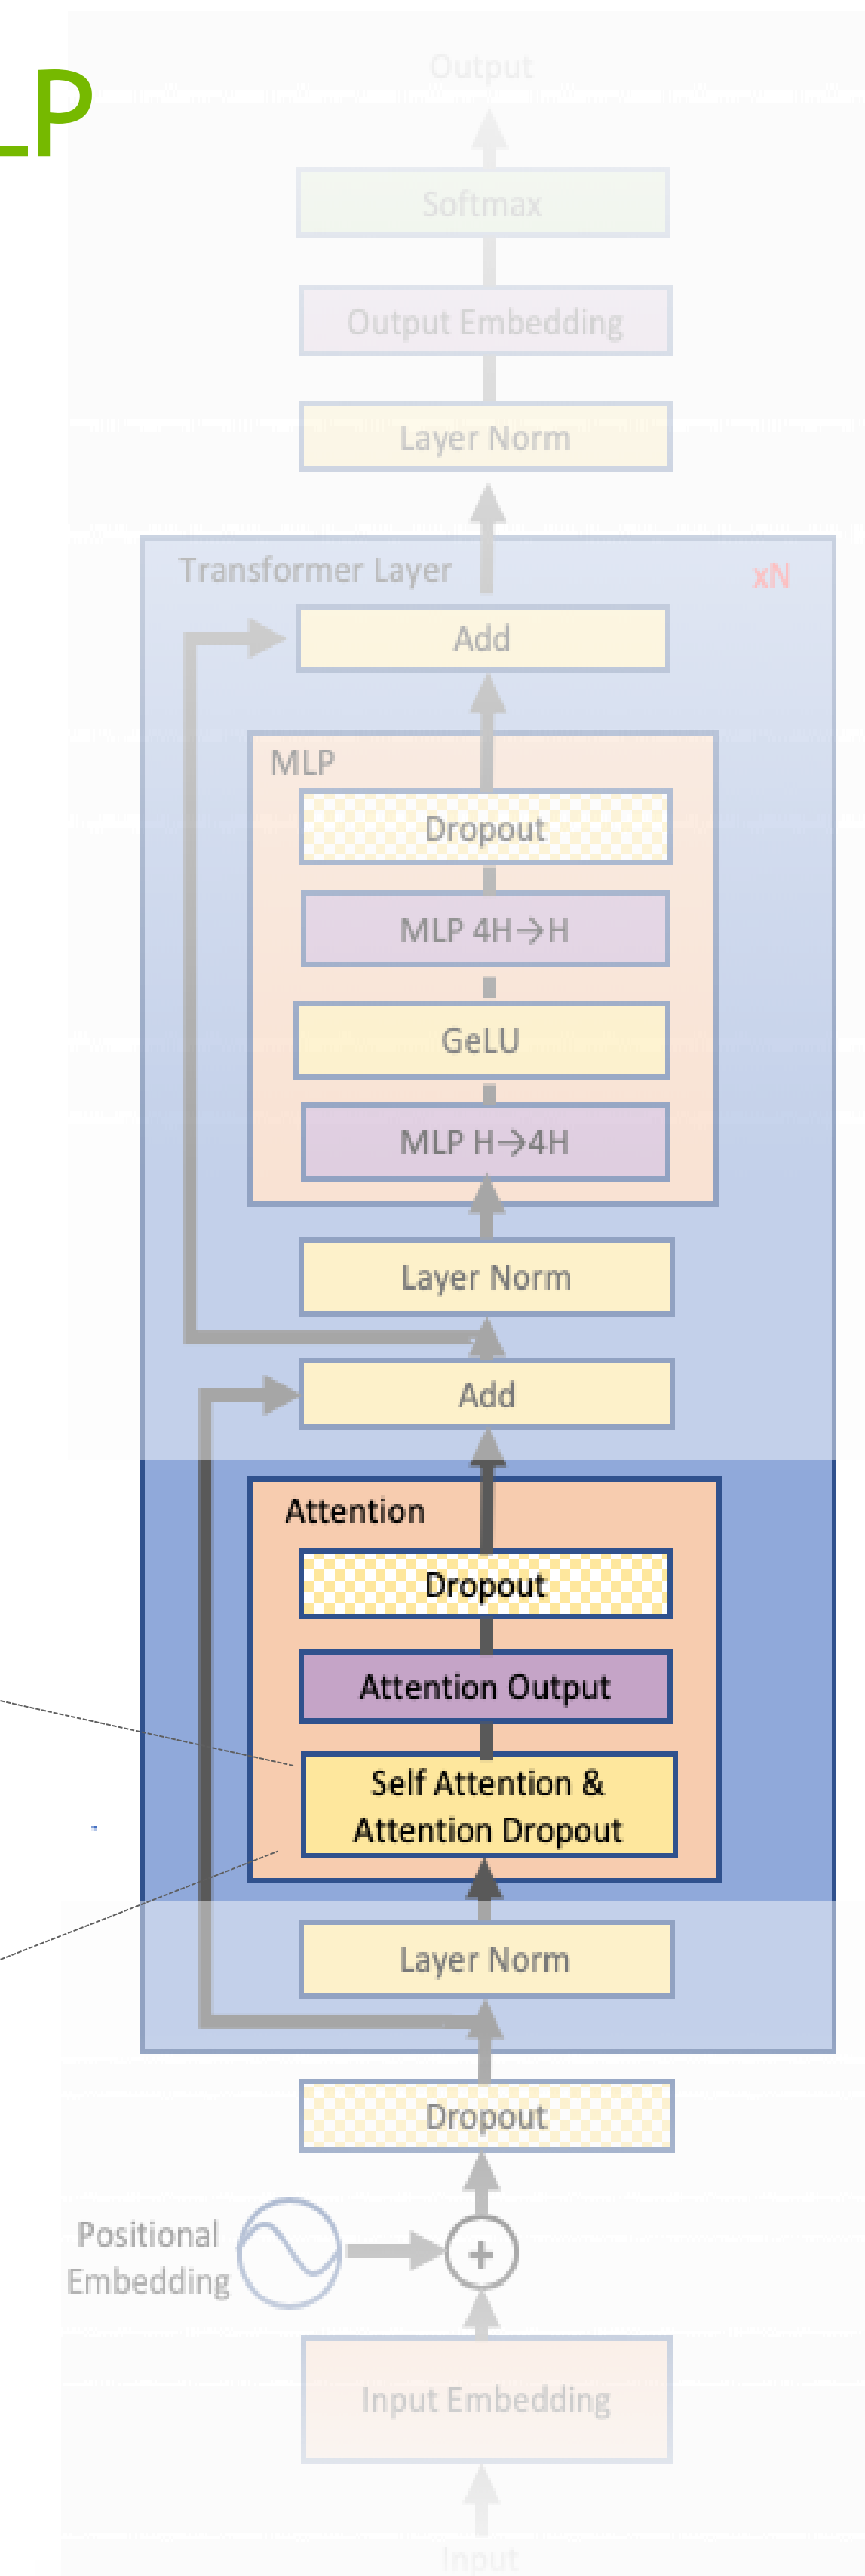 LP
Output
Softmax
Output Embedding
Layer Norm
Transformer Layer
xN
Add
MLP
Dropout
MLP 4H→H
GeLU
MLP H→4H
Layer Norm
Add
Attention
Dropout
Attention Output
Self Attention &
Attention Dropout
Layer Norm
Dropout
Positional
Embedding
+
Input Embedding
Input